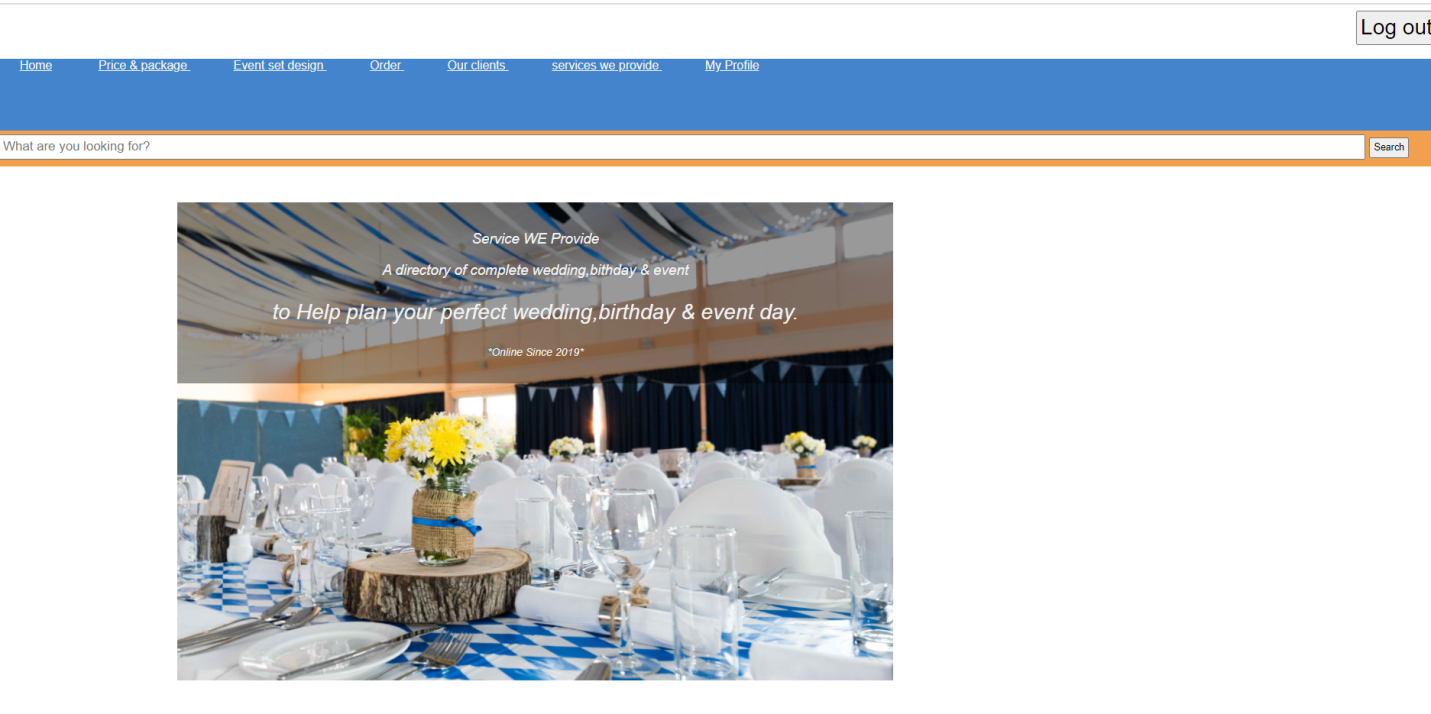 Log out
Home Price & package Event set design Order Our clients services we provide My Profile
What are you looking for? Search
Service WE Provide
A directory of complete wedding,bithday & event
to Help plan your perfect wedding,birthday & event day.
*Online Since 2019*